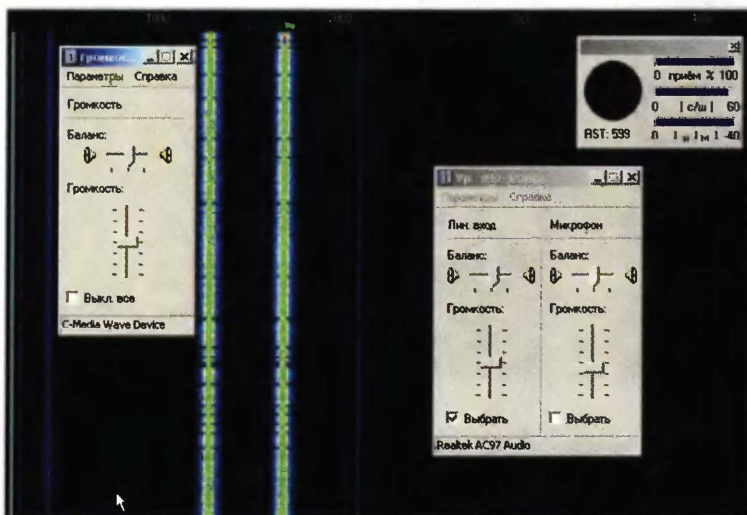 Громкос...
Параметры Справка
Громкость
Баланс:
Громкость:
Выкл. все
C-Media Wave Device
0 приём % 100
0 | с/ш | 60
RST: 599
Справка
Лин. вход Микрофон
Баланс: Баланс:
Громкость: Громкость:
Выбрать Выбрать
Realtek AC97 Audio